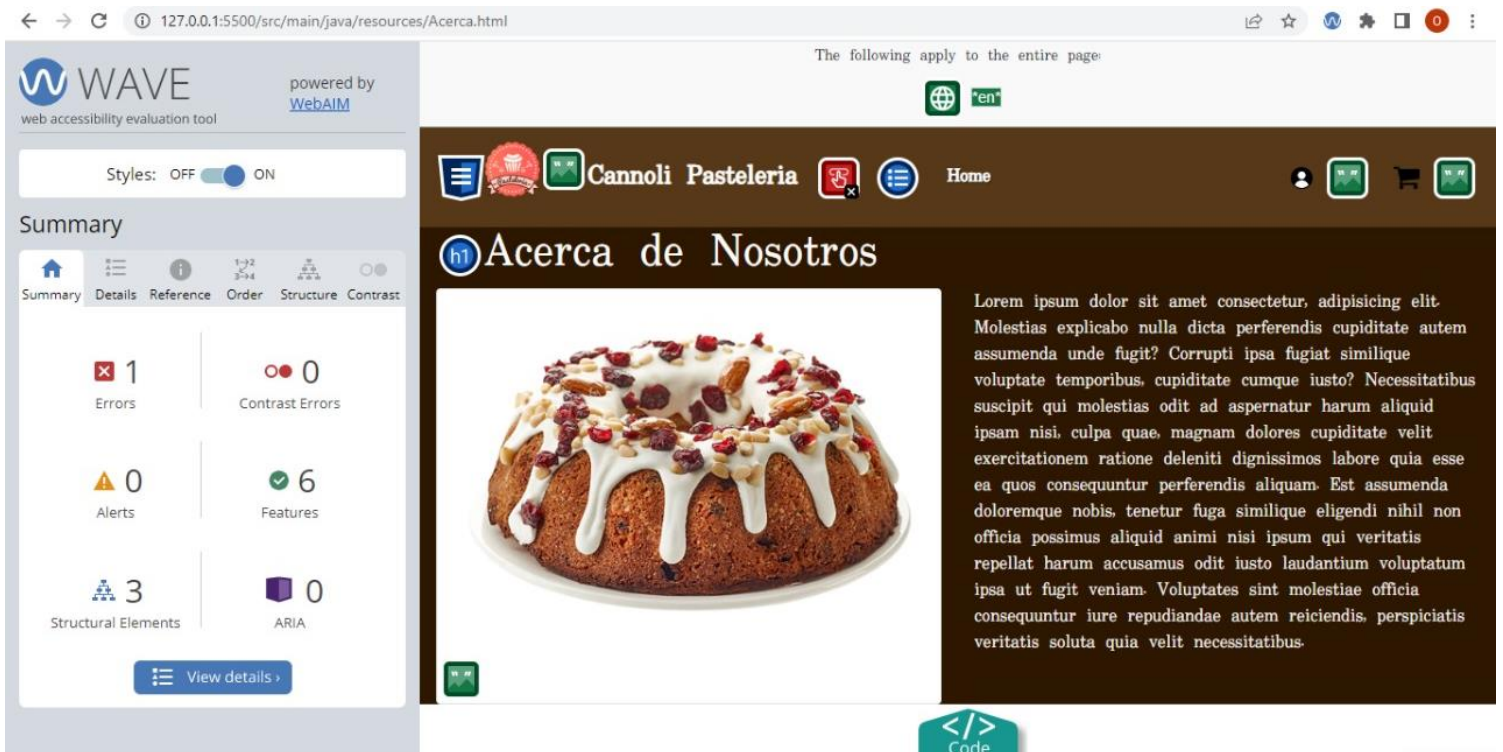 127.0.0.1:5500/src/main/java/resources/Acerca.html
O
WAVE
web accessibility evaluation tool
powered by
WebAIM
Styles: OFF ON
Summary
Summary Details Reference Order Structure Contrast
1
Errors
0
Contrast Errors
0
Alerts
6
Features
3
Structural Elements
0
ARIA
View details ›
The following apply to the entire page:
*en*
Cannoli Pasteleria
Home
h1
Acerca de Nosotros
Lorem ipsum dolor sit amet consectetur, adipisicing elit.
Molestias explicabo nulla dicta perferendis cupiditate autem
assumenda unde fugit? Corrupti ipsa fugiat similique
voluptate temporibus, cupiditate cumque iusto? Necessitatibus
suscipit qui molestias odit ad aspernatur harum aliquid
ipsam nisi, culpa quae, magnam dolores cupiditate velit
exercitationem ratione deleniti dignissimos labore quia esse
ea quos consequuntur perferendis aliquam. Est assumenda
doloremque nobis, tenetur fuga similique eligendi nihil non
officia possimus aliquid animi nisi ipsum qui veritatis
repellat harum accusamus odit iusto laudantium voluptatum
ipsa ut fugit veniam. Voluptates sint molestiae officia
consequuntur iure repudiandae autem reiciendis, perspiciatis
veritatis soluta quia velit necessitatibus.
</>
Code